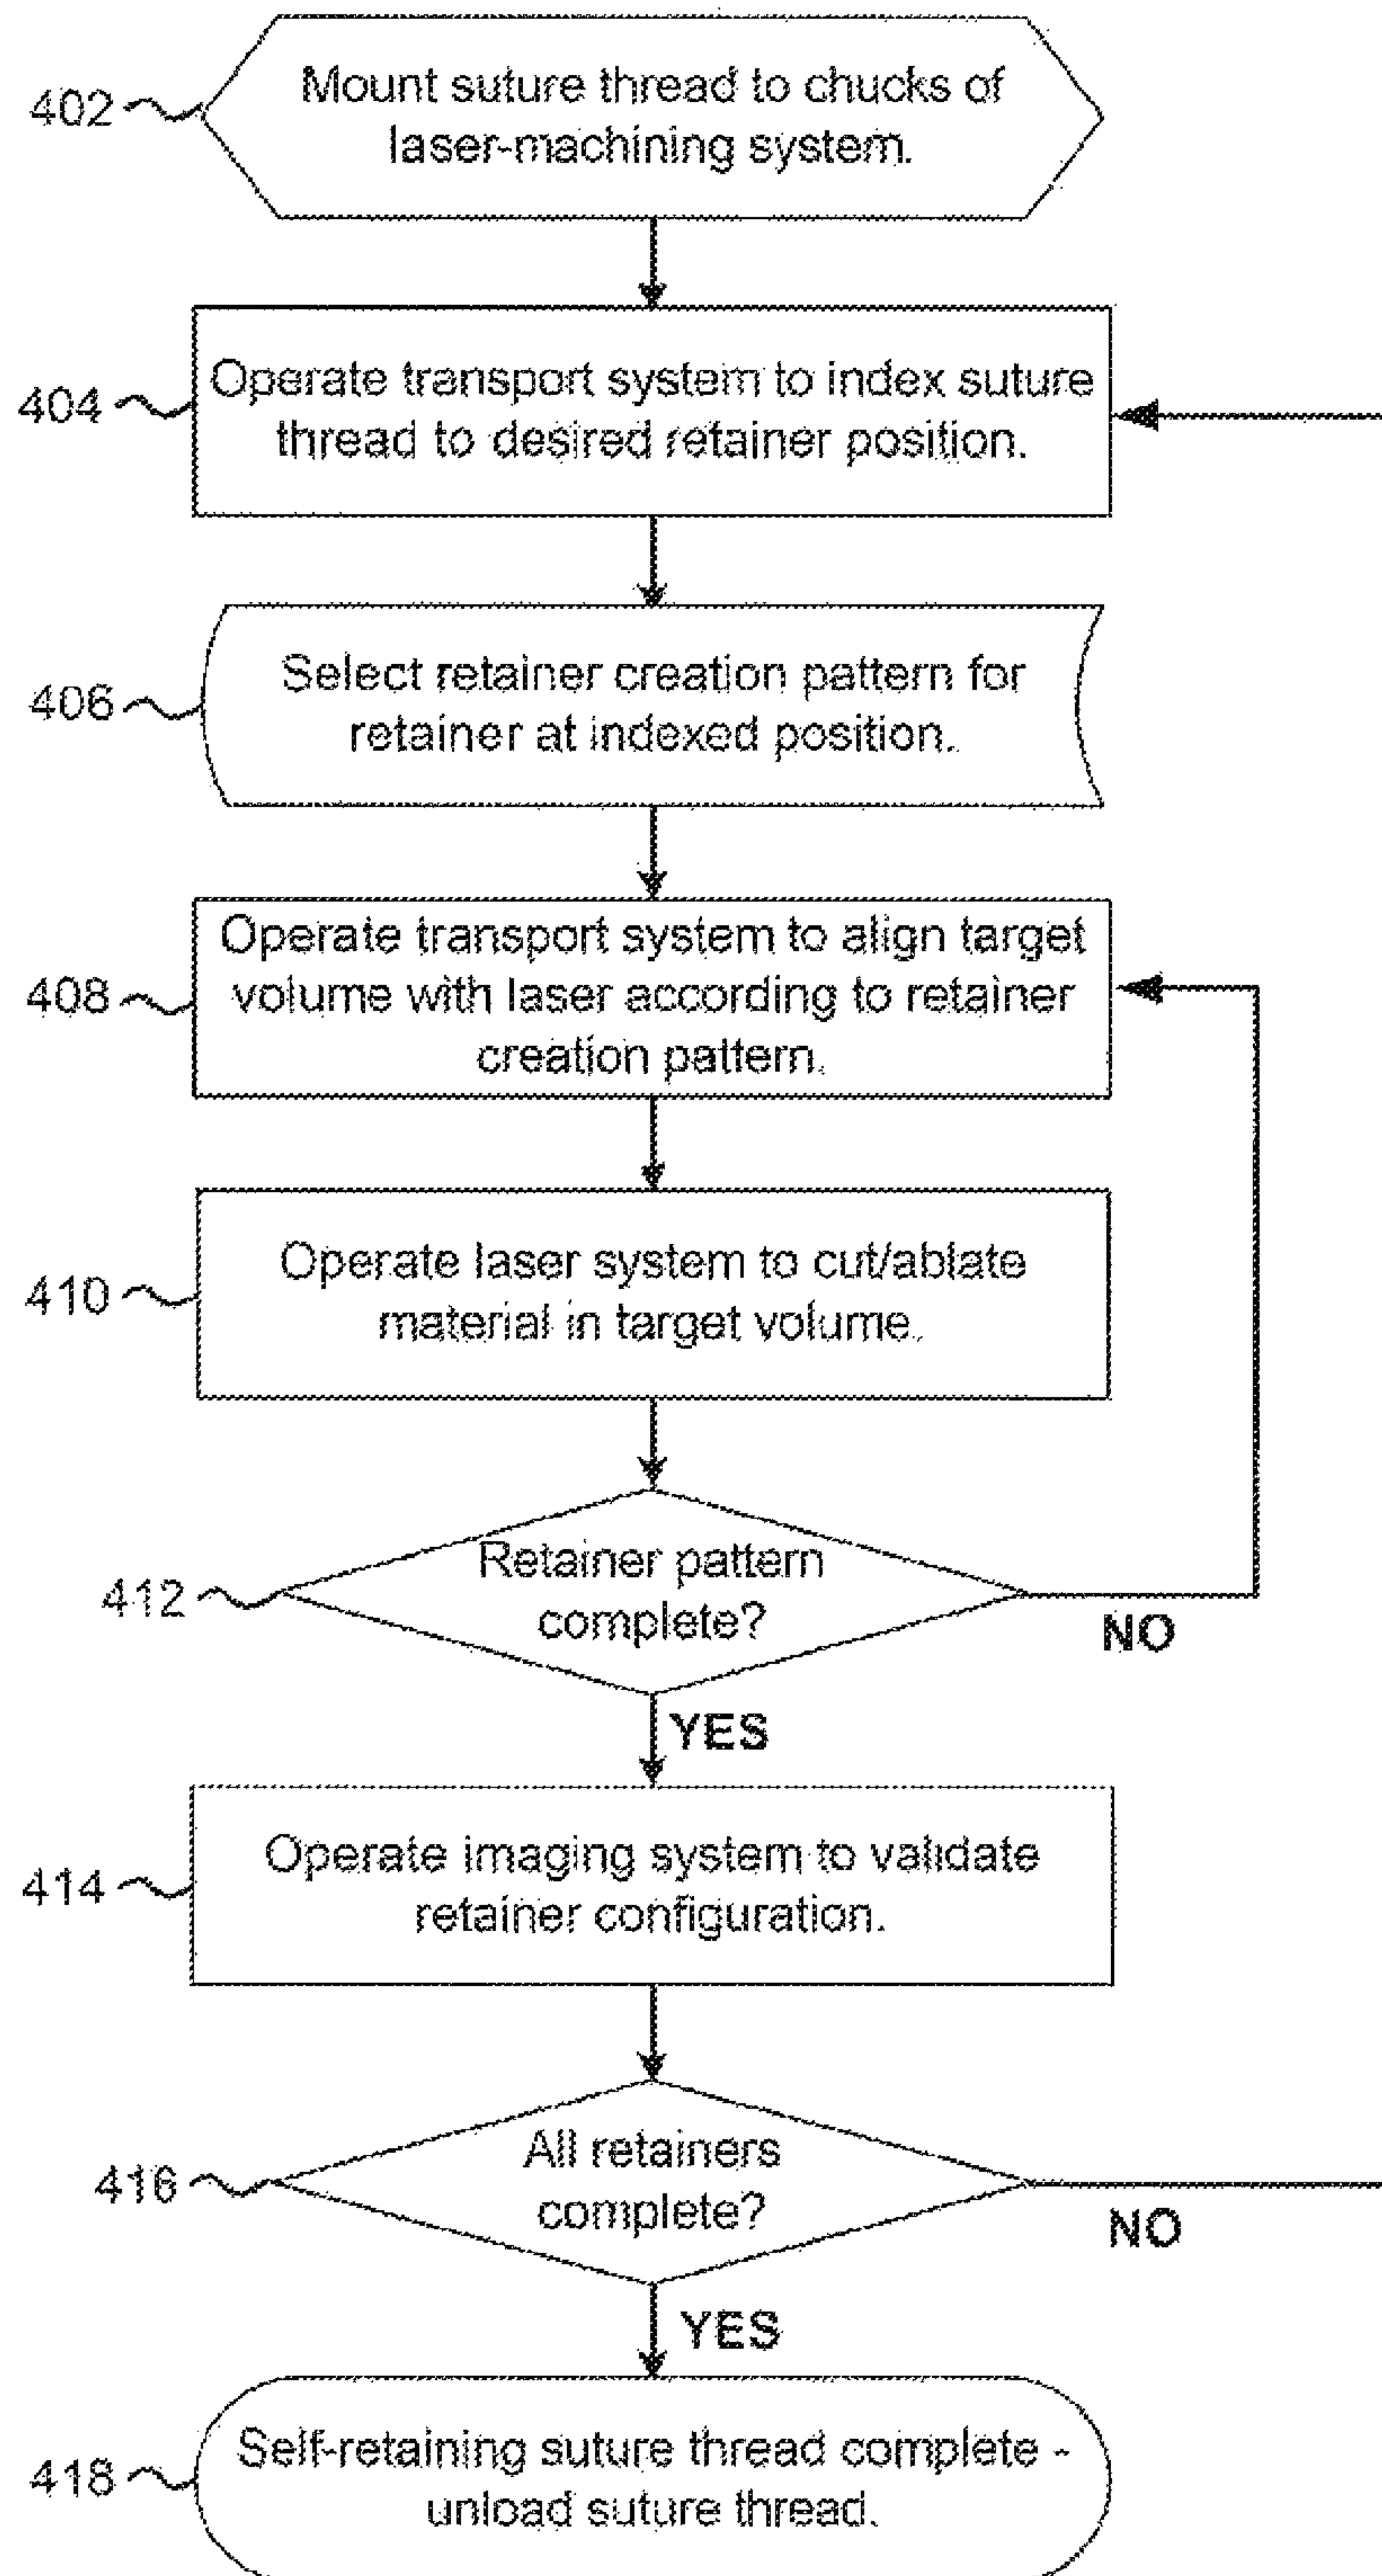 402
Mount suture thread to chucks of
laser-machining system.
404
Operate transport system to index suture
thread to desired retainer position.
406
Select retainer creation pattern for
retainer at indexed position.
408
Operate transport system to align target
volume with laser according to retainer
creation pattern.
410
Operate laser system to cut/ablate
material in target volume.
412
Retainer pattern
complete?
NO
YES
414
Operate imaging system to validate
retainer configuration.
416
All retainers
complete?
NO
YES
418
Self-retaining suture thread complete -
unload suture thread.